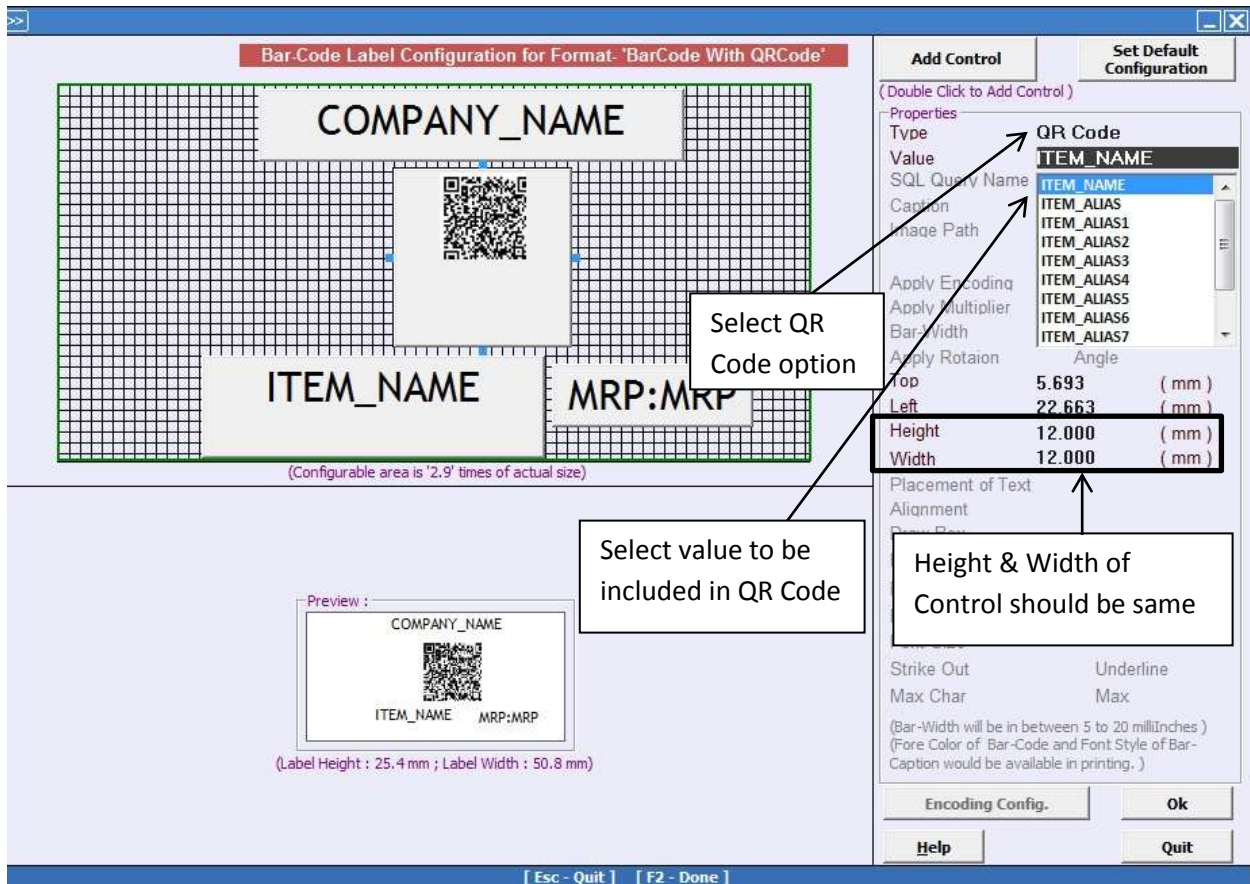 >>
Bar-Code Label Configuration for Format- 'BarCode With QRCode'
COMPANY_NAME
ITEM_NAME
MRP:MRP
(Configurable area is '2.9' times of actual size)
Preview :
COMPANY_NAME
ITEM_NAME MRP:MRP
(Label Height : 25.4 mm ; Label Width : 50.8 mm)
Select QR
Code option
Select value to be
included in QR Code
Add Control
Set Default
Configuration
(Double Click to Add Control )
Properties
Type QR Code
Value ITEM_NAME
SQL Query Name
ITEM_NAME
ITEM_ALIAS
ITEM_ALIAS1
ITEM_ALIAS2
ITEM_ALIAS3
ITEM_ALIAS4
ITEM_ALIAS5
ITEM_ALIAS6
ITEM_ALIAS7
Caption
Image Path
Apply Encoding
Apply Multiplier
Bar-Width
Apply Rotaion Angle
Top 5.693 ( mm )
Left 22.663 ( mm )
Height 12.000 ( mm )
Width 12.000 ( mm )
Placement of Text
Alignment
Height & Width of
Control should be same
Strike Out Underline
Max Char Max
(Bar-Width will be in between 5 to 20 milliInches )
(Fore Color of Bar-Code and Font Style of Bar-
Caption would be available in printing. )
Encoding Config.
Ok
Help
Quit
[ Esc - Quit ] [ F2 - Done ]